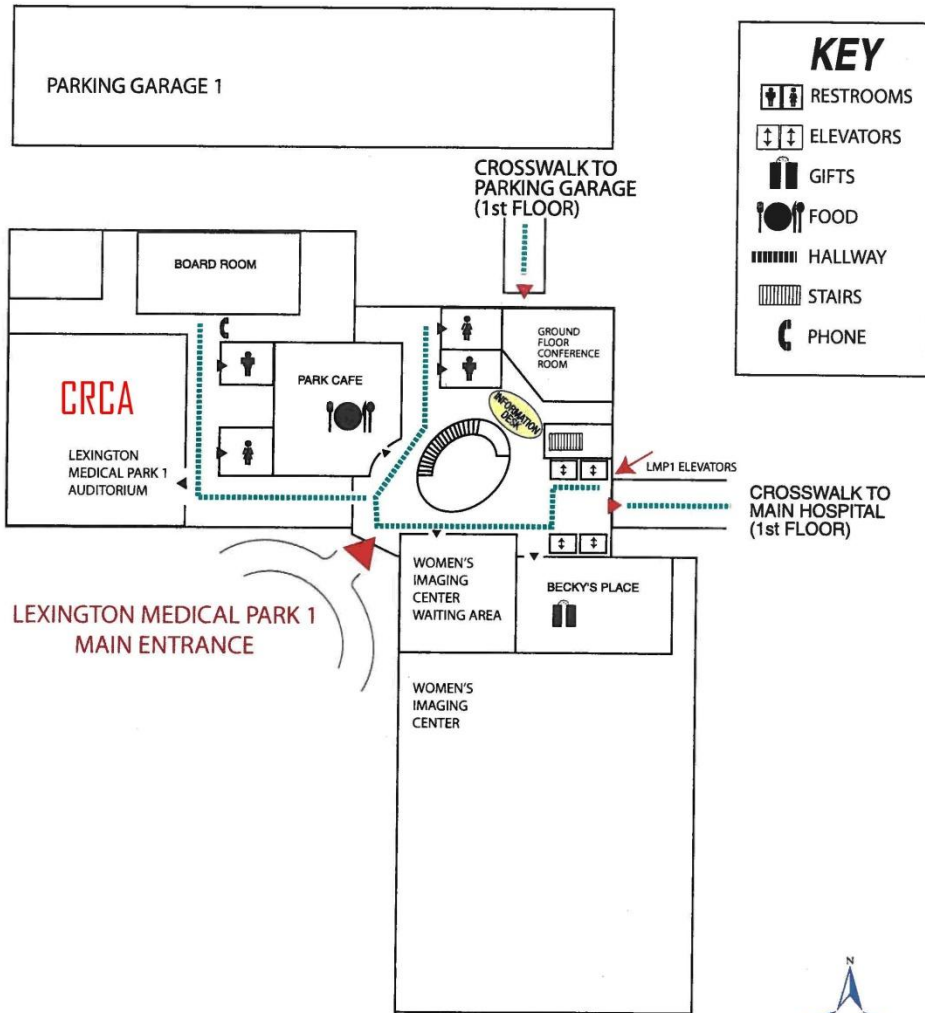 PARKING GARAGE 1
KEY
RESTROOMS
ELEVATORS
GIFTS
FOOD
HALLWAY
STAIRS
PHONE
CROSSWALK TO
PARKING GARAGE
(1st FLOOR)
BOARD ROOM
GROUND
FLOOR
CONFERENCE
ROOM
PARK CAFE
CRCA
INFORMATION
DESK
LEXINGTON
MEDICAL PARK 1
AUDITORIUM
LMP1 ELEVATORS
CROSSWALK TO
MAIN HOSPITAL
(1st FLOOR)
WOMEN'S
IMAGING
CENTER
WAITING AREA
BECKY'S PLACE
LEXINGTON MEDICAL PARK 1
MAIN ENTRANCE
WOMEN'S
IMAGING
CENTER
N